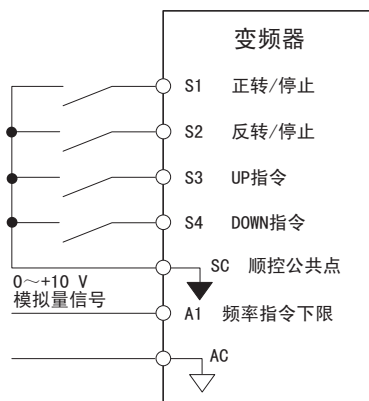 变频器
S1 正转/停止
S2 反转/停止
S3 UP指令
S4 DOWN指令
SC 顺控公共点
0～+10 V
模拟量信号
A1 频率指令下限
AC